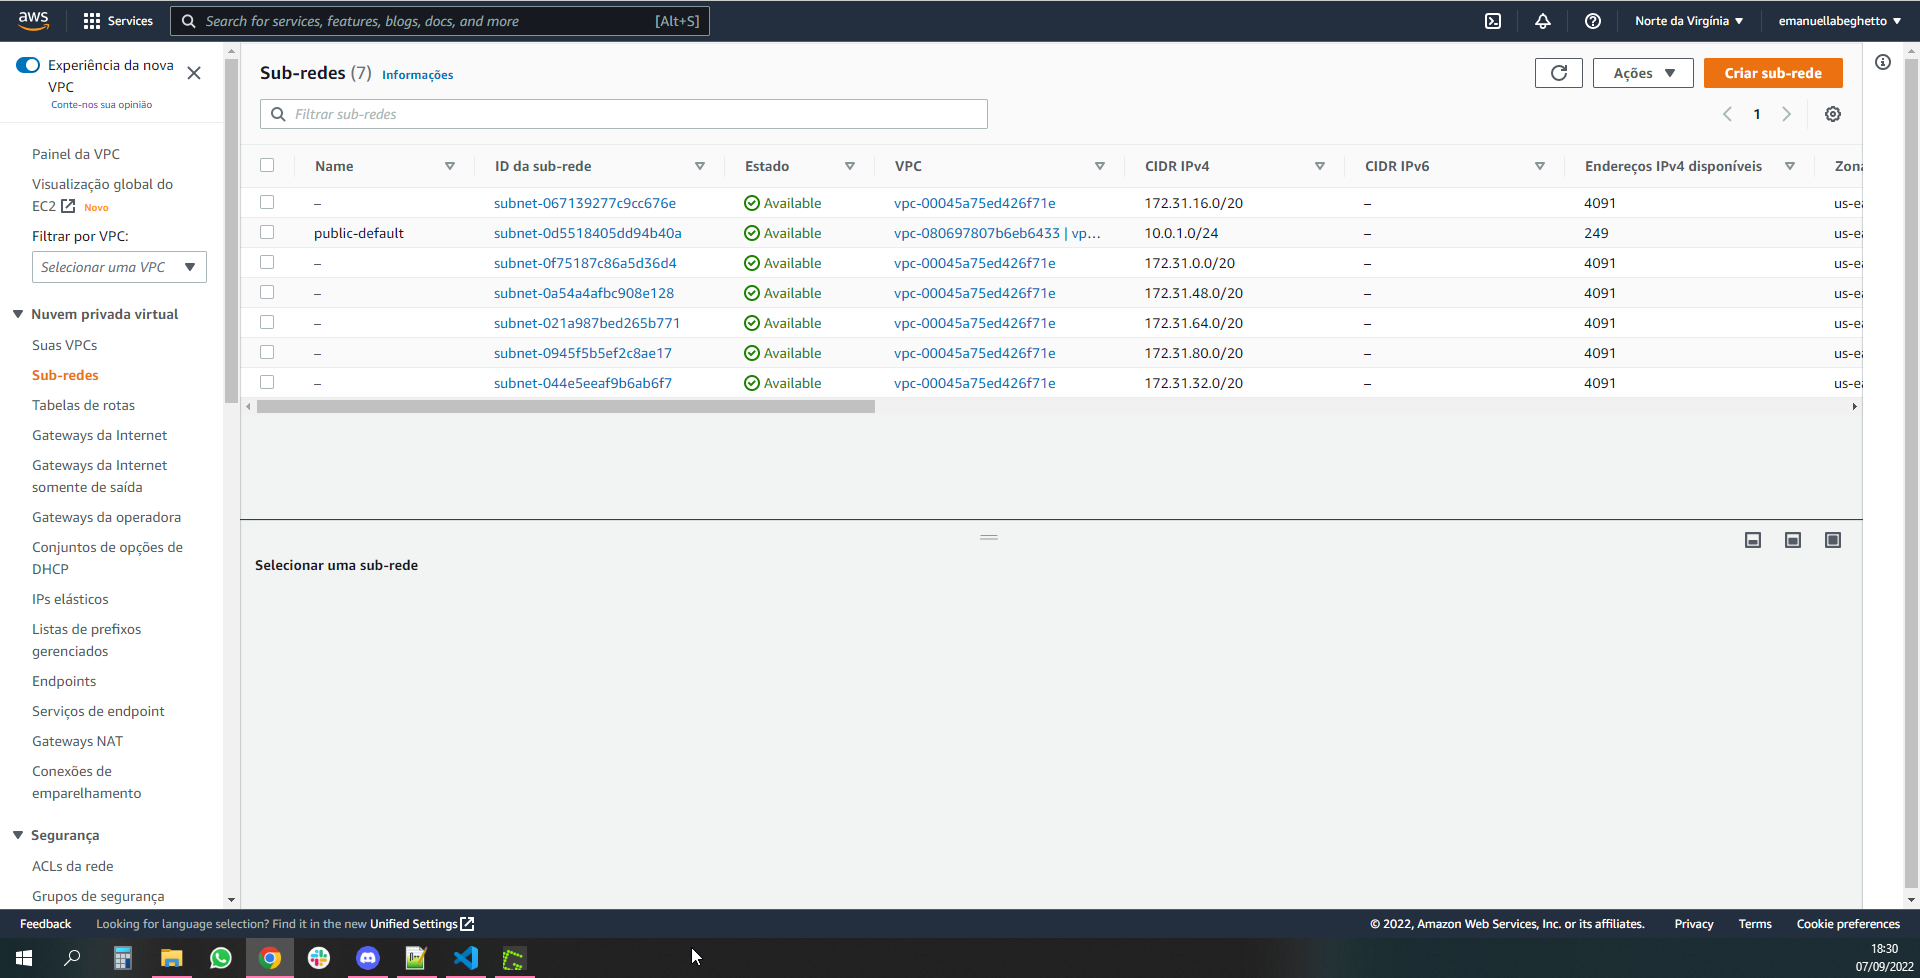 aws
Services
Search for services, features, blogs, docs, and more
[Alt+S]
Norte da Virgínia
emanuellabeghetto
Experiência da nova
VPC
Conte-nos sua opinião
Painel da VPC
Visualização global do
EC2
Novo
Filtrar por VPC:
Selecionar uma VPC
Nuvem privada virtual
Suas VPCs
Sub-redes
Tabelas de rotas
Gateways da Internet
Gateways da Internet
somente de saída
Gateways da operadora
Conjuntos de opções de
DHCP
IPs elásticos
Listas de prefixos
gerenciados
Endpoints
Serviços de endpoint
Gateways NAT
Conexões de
emparelhamento
Segurança
ACLs da rede
Grupos de segurança
Sub-redes (7) Informações
Ações
Criar sub-rede
Filtrar sub-redes
1
Name ID da sub-rede Estado VPC CIDR IPv4 CIDR IPv6 Endereços IPv4 disponíveis
– subnet-067139277c9cc676e Available vpc-00045a75ed426f71e 172.31.16.0/20 – 4091 us-ea
public-default subnet-0d5518405dd94b40a Available vpc-080697807b6eb6433 | vp... 10.0.1.0/24 – 249 us-ea
– subnet-0f75187c86a5d36d4 Available vpc-00045a75ed426f71e 172.31.0.0/20 – 4091 us-ea
– subnet-0a54a4afbc908e128 Available vpc-00045a75ed426f71e 172.31.48.0/20 – 4091 us-ea
– subnet-021a987bed265b771 Available vpc-00045a75ed426f71e 172.31.64.0/20 – 4091 us-ea
– subnet-0945f5b5ef2c8ae17 Available vpc-00045a75ed426f71e 172.31.80.0/20 – 4091 us-ea
– subnet-044e5eeaf9b6ab6f7 Available vpc-00045a75ed426f71e 172.31.32.0/20 – 4091 us-ea
Selecionar uma sub-rede
Feedback
Looking for language selection? Find it in the new Unified Settings
© 2022, Amazon Web Services, Inc. or its affiliates.
Privacy
Terms
Cookie preferences
18:30
07/09/2022